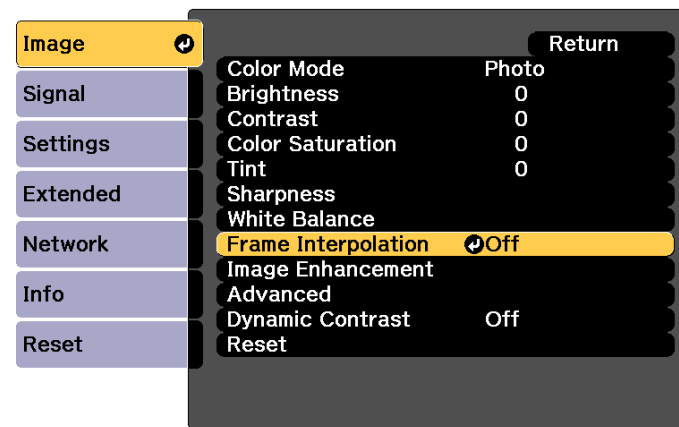 Image
Signal
Settings
Extended
Network
Info
Reset
Return
Color Mode Photo
Brightness 0
Contrast 0
Color Saturation 0
Tint 0
Sharpness
White Balance
Frame Interpolation Off
Image Enhancement
Advanced
Dynamic Contrast Off
Reset